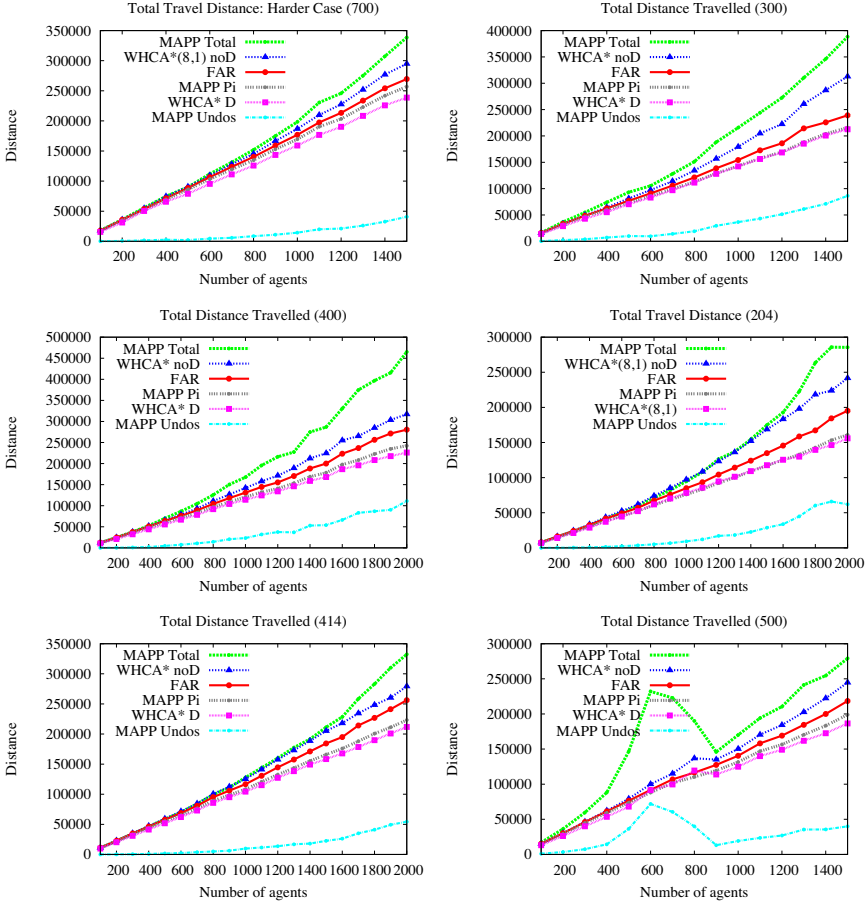 Total Travel Distance: Harder Case (700)
350000
300000
250000
200000
150000
100000
50000
0
Distance
MAPP Total
WHCA*(8,1) noD
FAR
MAPP Pi
WHCA* D
MAPP Undos
200 400 600 800 1000 1200 1400
Number of agents
Total Distance Travelled (300)
400000
350000
300000
250000
200000
150000
100000
50000
0
Distance
MAPP Total
WHCA* noD
FAR
MAPP Pi
WHCA* D
MAPP Undos
200 400 600 800 1000 1200 1400
Number of agents
Total Distance Travelled (400)
500000
450000
400000
350000
300000
250000
200000
150000
100000
50000
0
Distance
MAPP Total
WHCA* noD
FAR
MAPP Pi
WHCA* D
MAPP Undos
200 400 600 800 1000 1200 1400 1600 1800 2000
Number of agents
Total Travel Distance (204)
300000
250000
200000
150000
100000
50000
0
Distance
MAPP Total
WHCA*(8,1) noD
FAR
MAPP Pi
WHCA*(8,1)
MAPP Undos
200 400 600 800 1000 1200 1400 1600 1800 2000
Number of agents
Total Distance Travelled (414)
350000
300000
250000
200000
150000
100000
50000
0
Distance
MAPP Total
WHCA* noD
FAR
MAPP Pi
WHCA* D
MAPP Undos
200 400 600 800 1000 1200 1400 1600 1800 2000
Number of agents
Total Distance Travelled (500)
300000
250000
200000
150000
100000
50000
0
Distance
MAPP Total
WHCA* noD
FAR
MAPP Pi
WHCA* D
MAPP Undos
200 400 600 800 1000 1200 1400
Number of agents